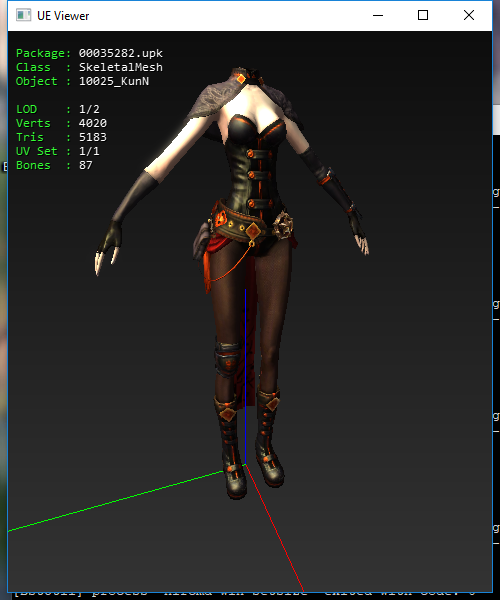 UE Viewer
Package: 00035282.upk
Class : SkeletalMesh
Object : 10025_KunN
LOD : 1/2
Verts : 4020
Tris : 5183
UV Set : 1/1
Bones : 87